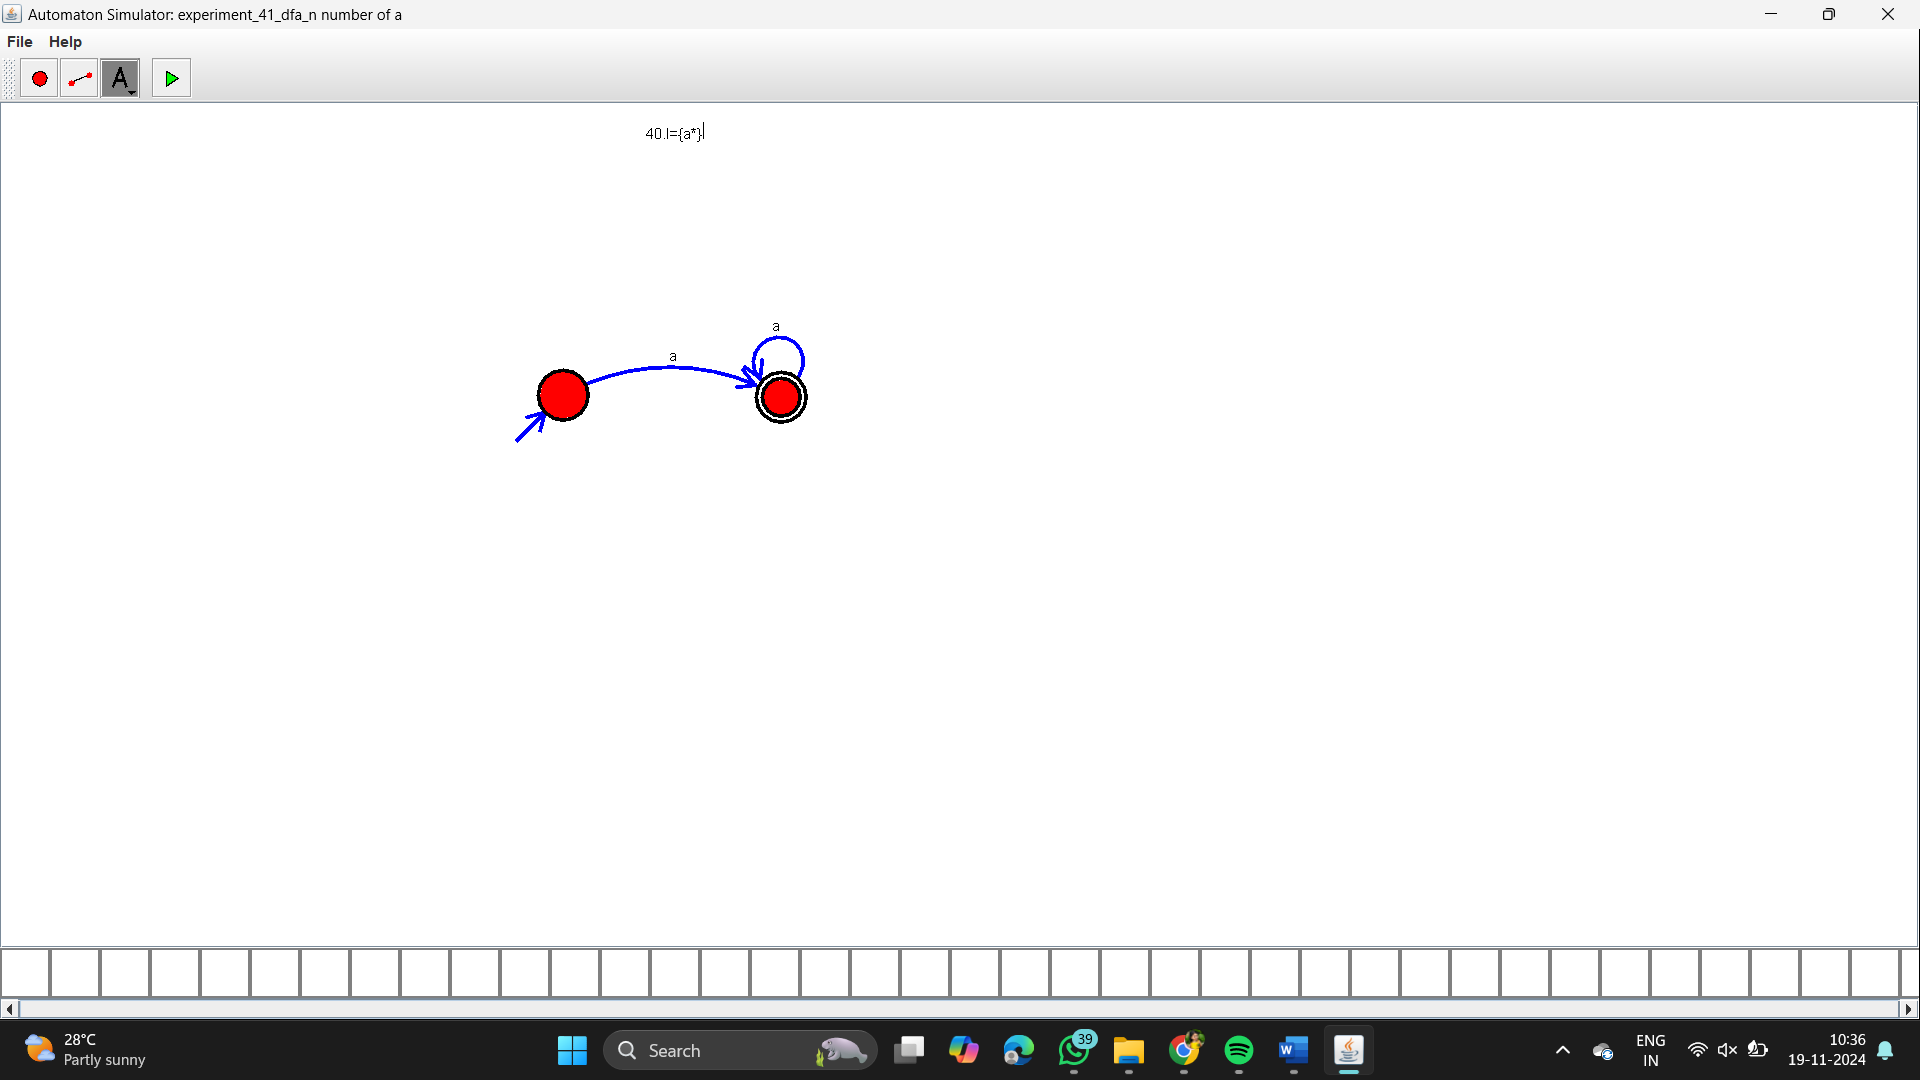 Automaton Simulator: experiment_41_dfa_n number of a
File Help
A
40.l={a*}
a
a
28°C
Partly sunny
Search
39
W
ENG
IN
10:36
19-11-2024